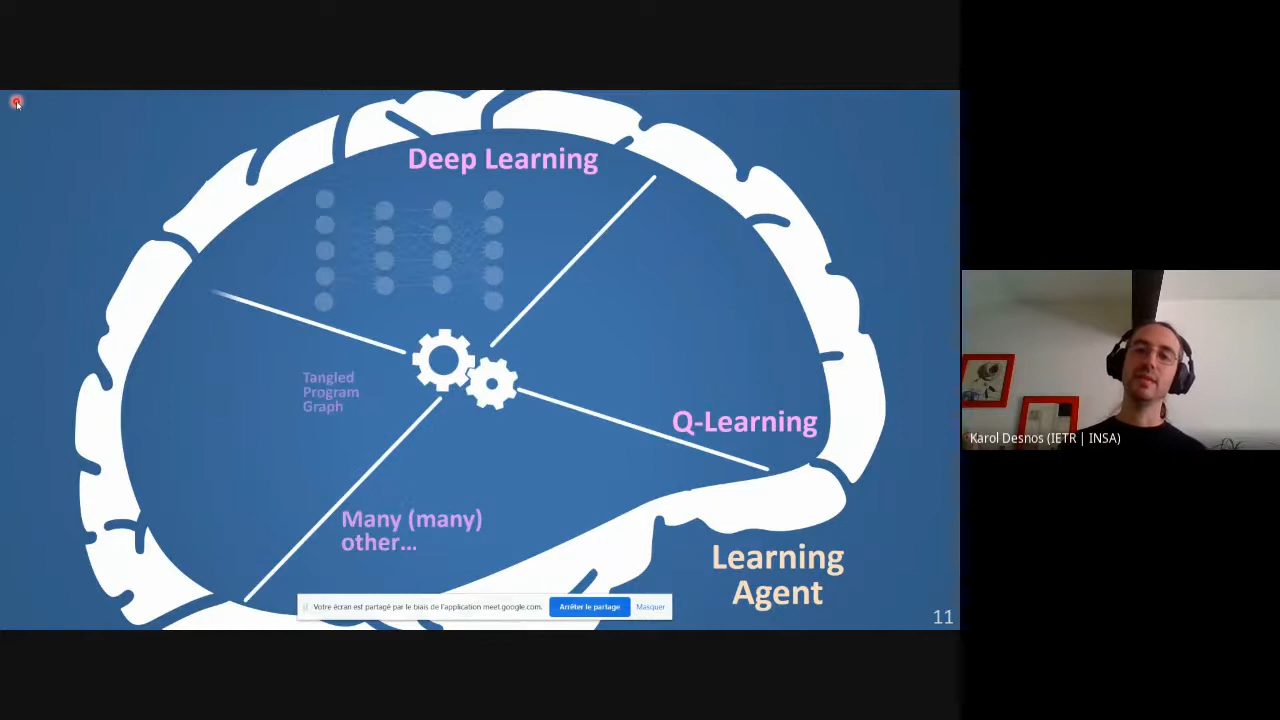 Deep Learning
Tangled
Program
Graph
Q-Learning
Many (many)
other...
Learning
Agent
Votre écran est partagé par le biais de l'application meet.google.com.
Arrêter le partage
Masquer
11
Karol Desnos (IETR | INSA)